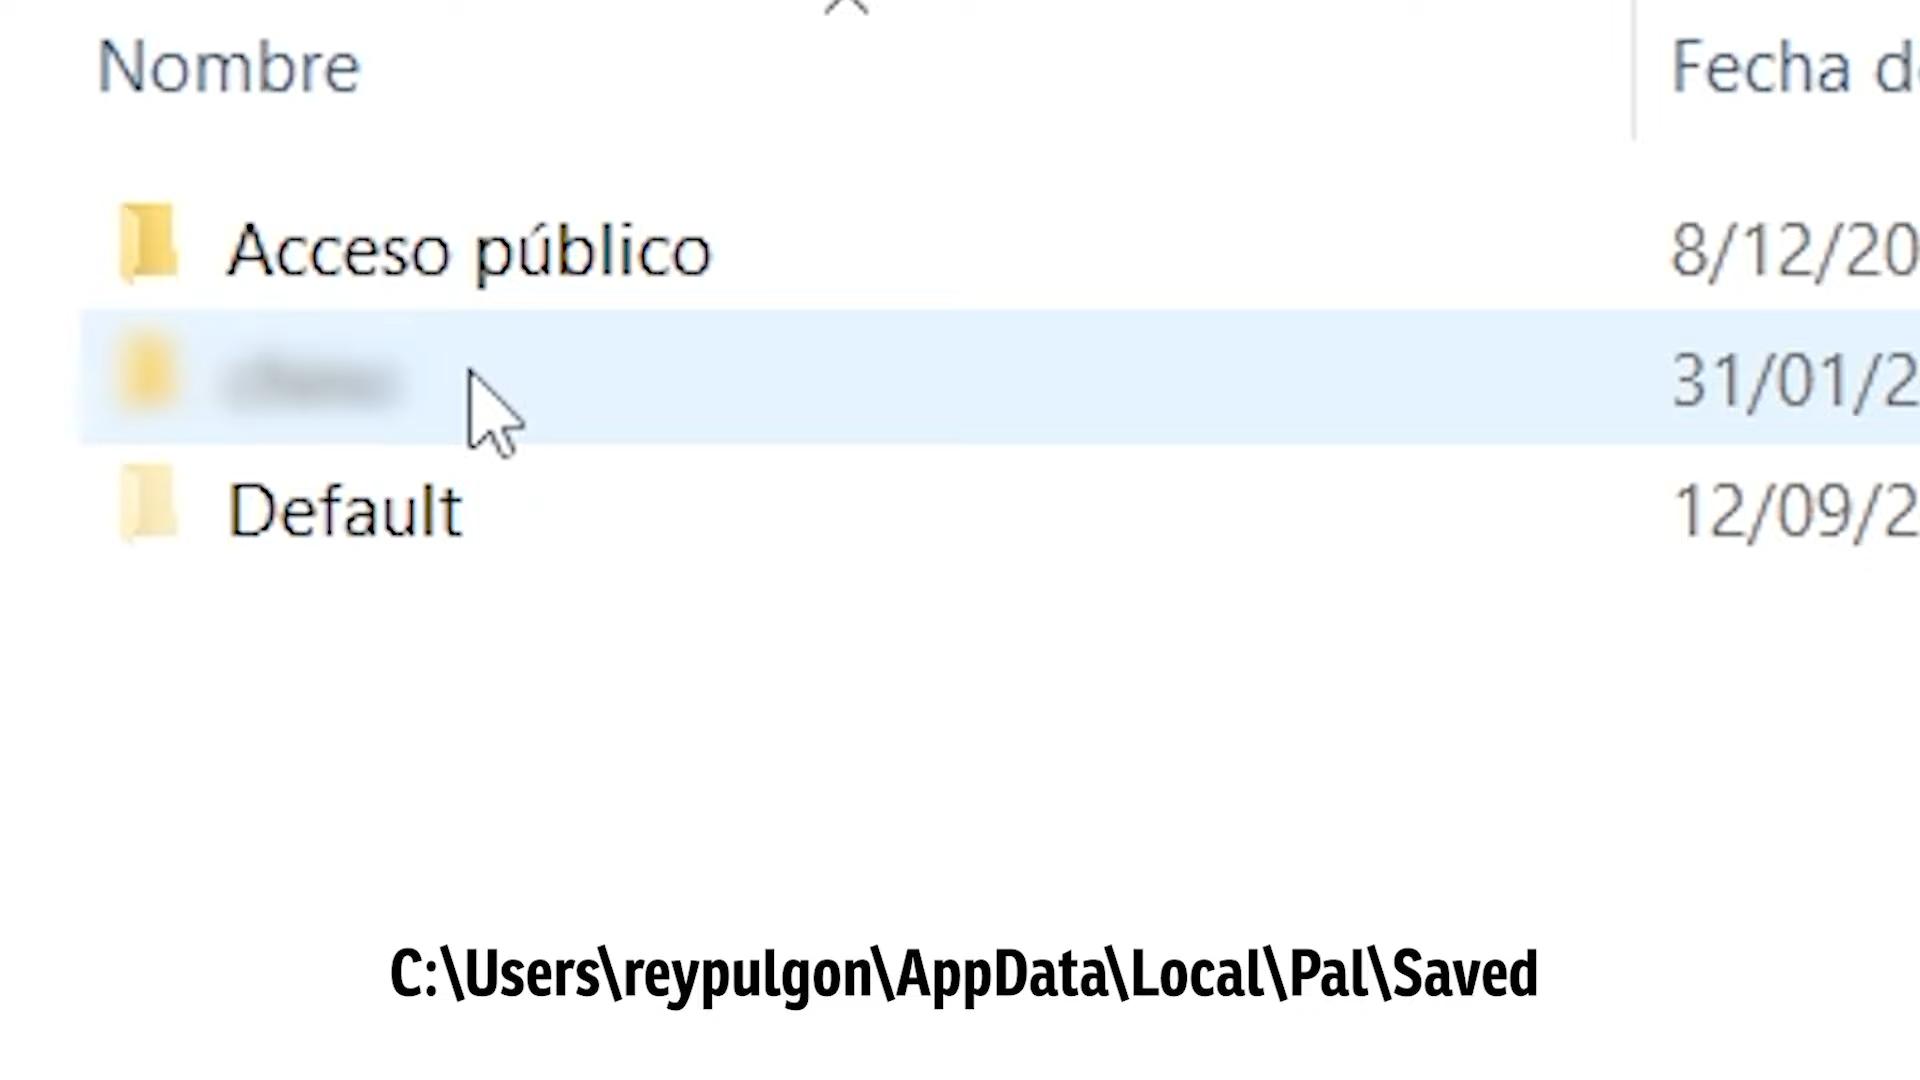 Nombre
Fecha d
Acceso público
8/12/20
31/01/2
Default
12/09/2
C:\Users\reypulgon\AppData\Local\Pal\Saved